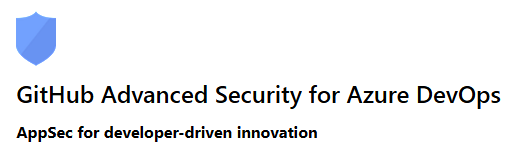 GitHub Advanced Security for Azure DevOps
AppSec for developer-driven innovation